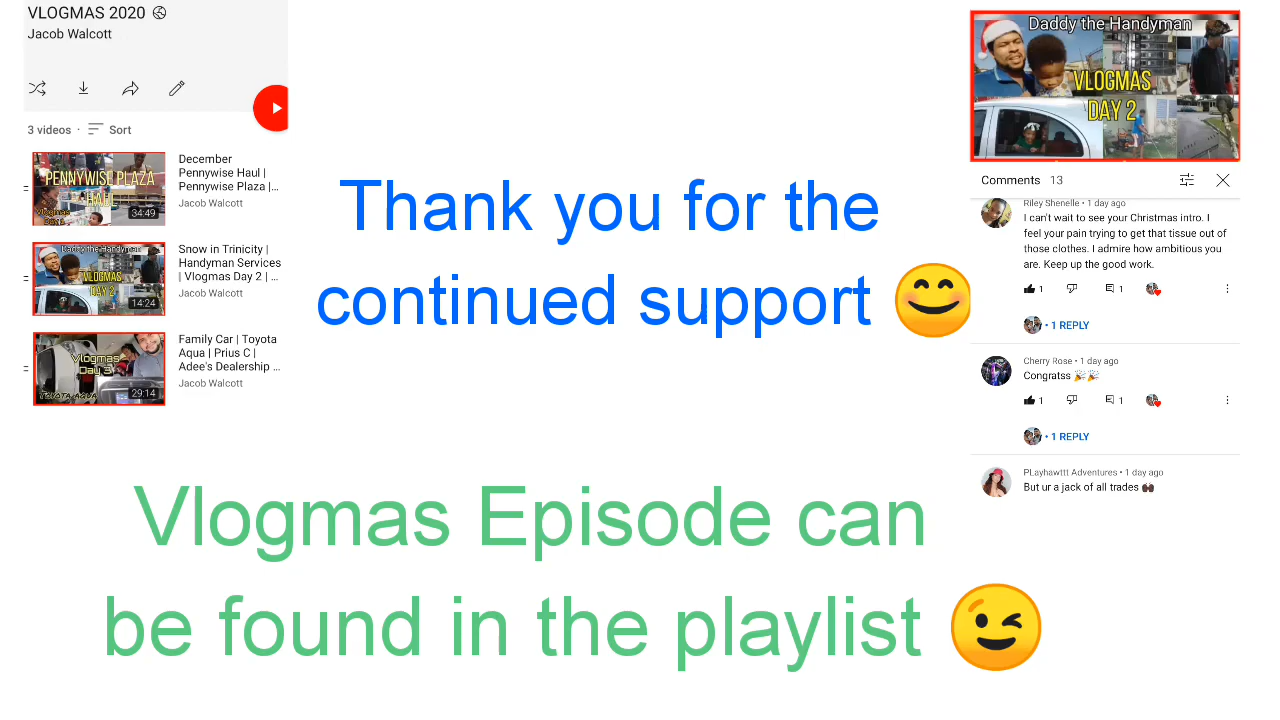 VLOGMAS 2020
Jacob Walcott
3 videos · Sort
PENNYWISE PLAZA
HAUL
Vlogmas
34:49
December
Pennywise Haul |
Pennywise Plaza |...
Jacob Walcott
Daddy the Handyman
VLOGMAS
DAY 2
14:24
Snow in Trinicity |
Handyman Services
| Vlogmas Day 2 | ...
Jacob Walcott
Vlogmas
Day 3
TOYOTA AQUA
29:14
Family Car | Toyota
Aqua | Prius C |
Adee's Dealership ...
Jacob Walcott
Thank you for the
continued support 😊
Daddy the Handyman
VLOGMAS
DAY 2
Comments 13
Riley Shenelle • 1 day ago
I can't wait to see your Christmas intro. I
feel your pain trying to get that tissue out of
those clothes. I admire how ambitious you
are. Keep up the good work.
1 1
• 1 REPLY
Cherry Rose • 1 day ago
Congratss 🎉🎉
1 1
• 1 REPLY
PLayhawttt Adventures • 1 day ago
But ur a jack of all trades 🙌🏿
Vlogmas Episode can
be found in the playlist 😉